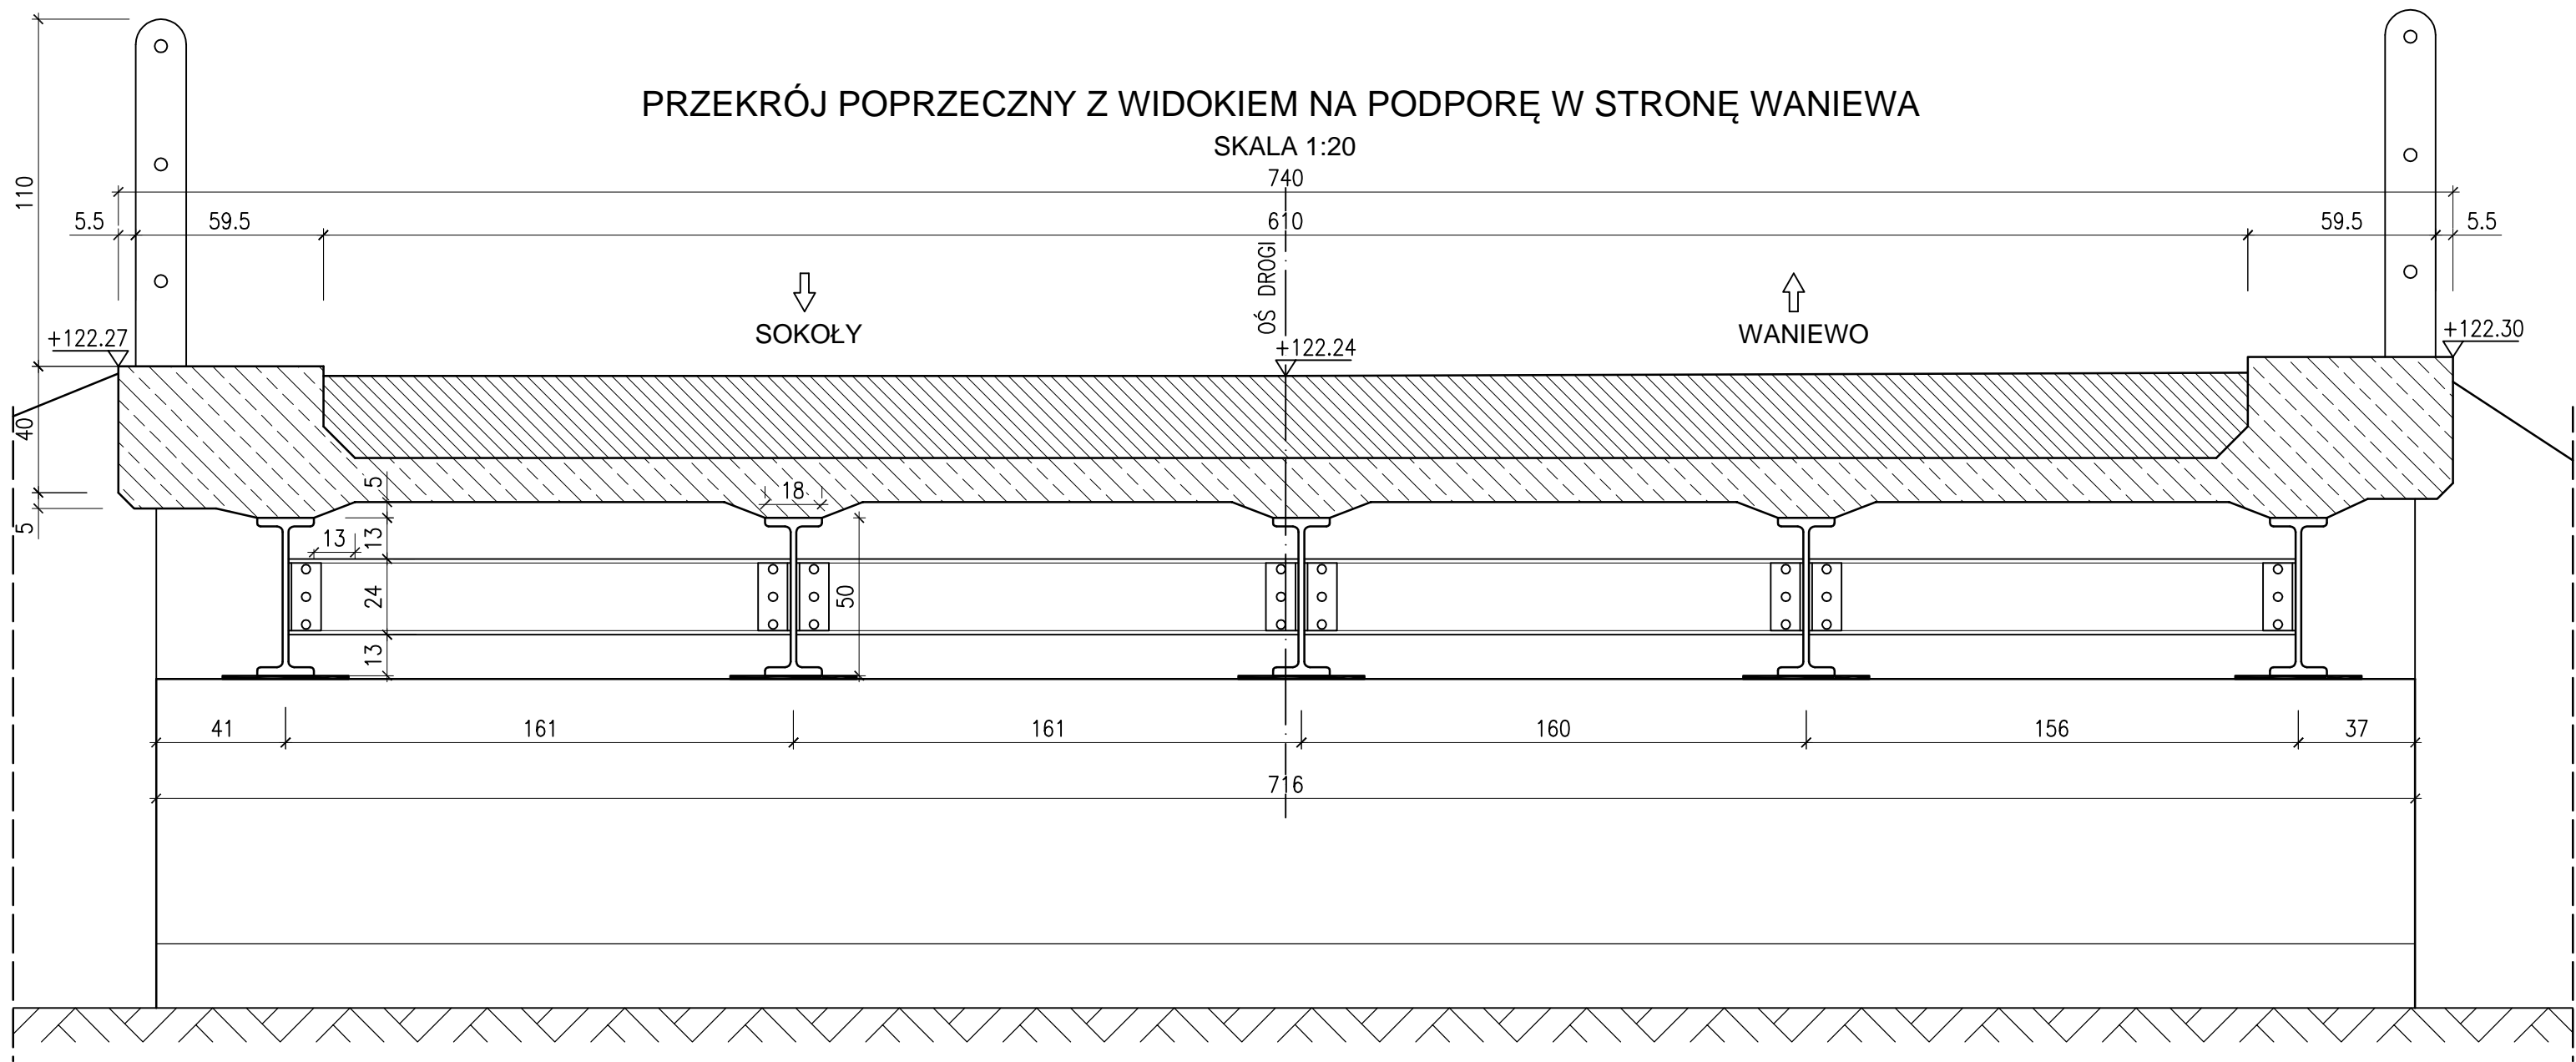 PRZEKRÓJ POPRZECZNY Z WIDOKIEM NA PODPORĘ W STRONĘ WANIEWA
SKALA 1:20
740
5.5 59.5 610 59.5 5.5
110
OŚ DROGI
SOKOŁY WANIEWO
+122.27 +122.24 +122.30
40
5
5
18
13
13
24
13
50
41 161 161 160 156 37
716